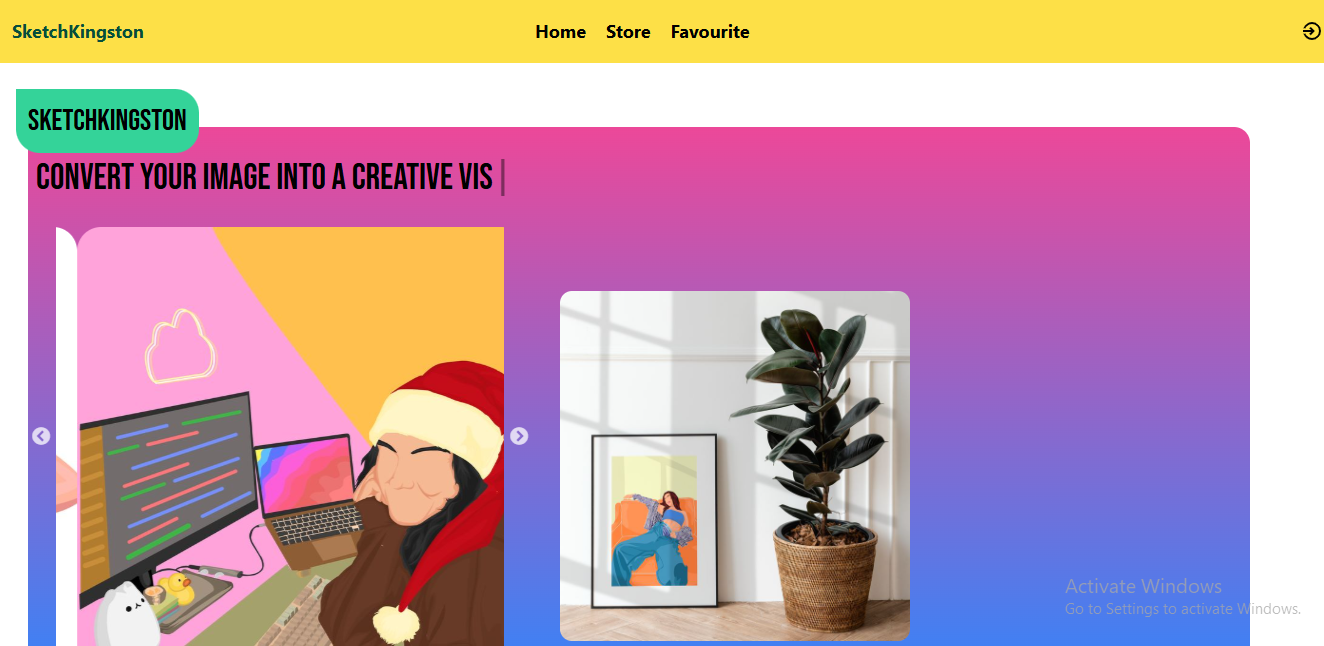 SketchKingston
Home Store Favourite
SKETCHKINGSTON
CONVERT YOUR IMAGE INTO A CREATIVE VIS
Activate Windows
Go to Settings to activate Windows.